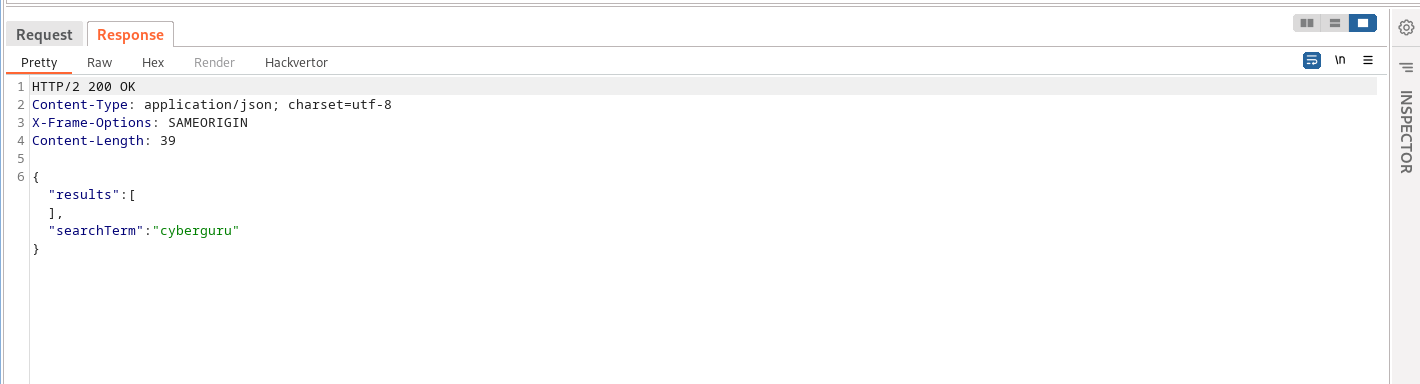 Request Response
Pretty Raw Hex Render Hackvertor \n
1 HTTP/2 200 OK
2 Content-Type: application/json; charset=utf-8
3 X-Frame-Options: SAMEORIGIN
4 Content-Length: 39
5
6 {
"results":[
],
"searchTerm":"cyberguru"
}
INSPECTOR